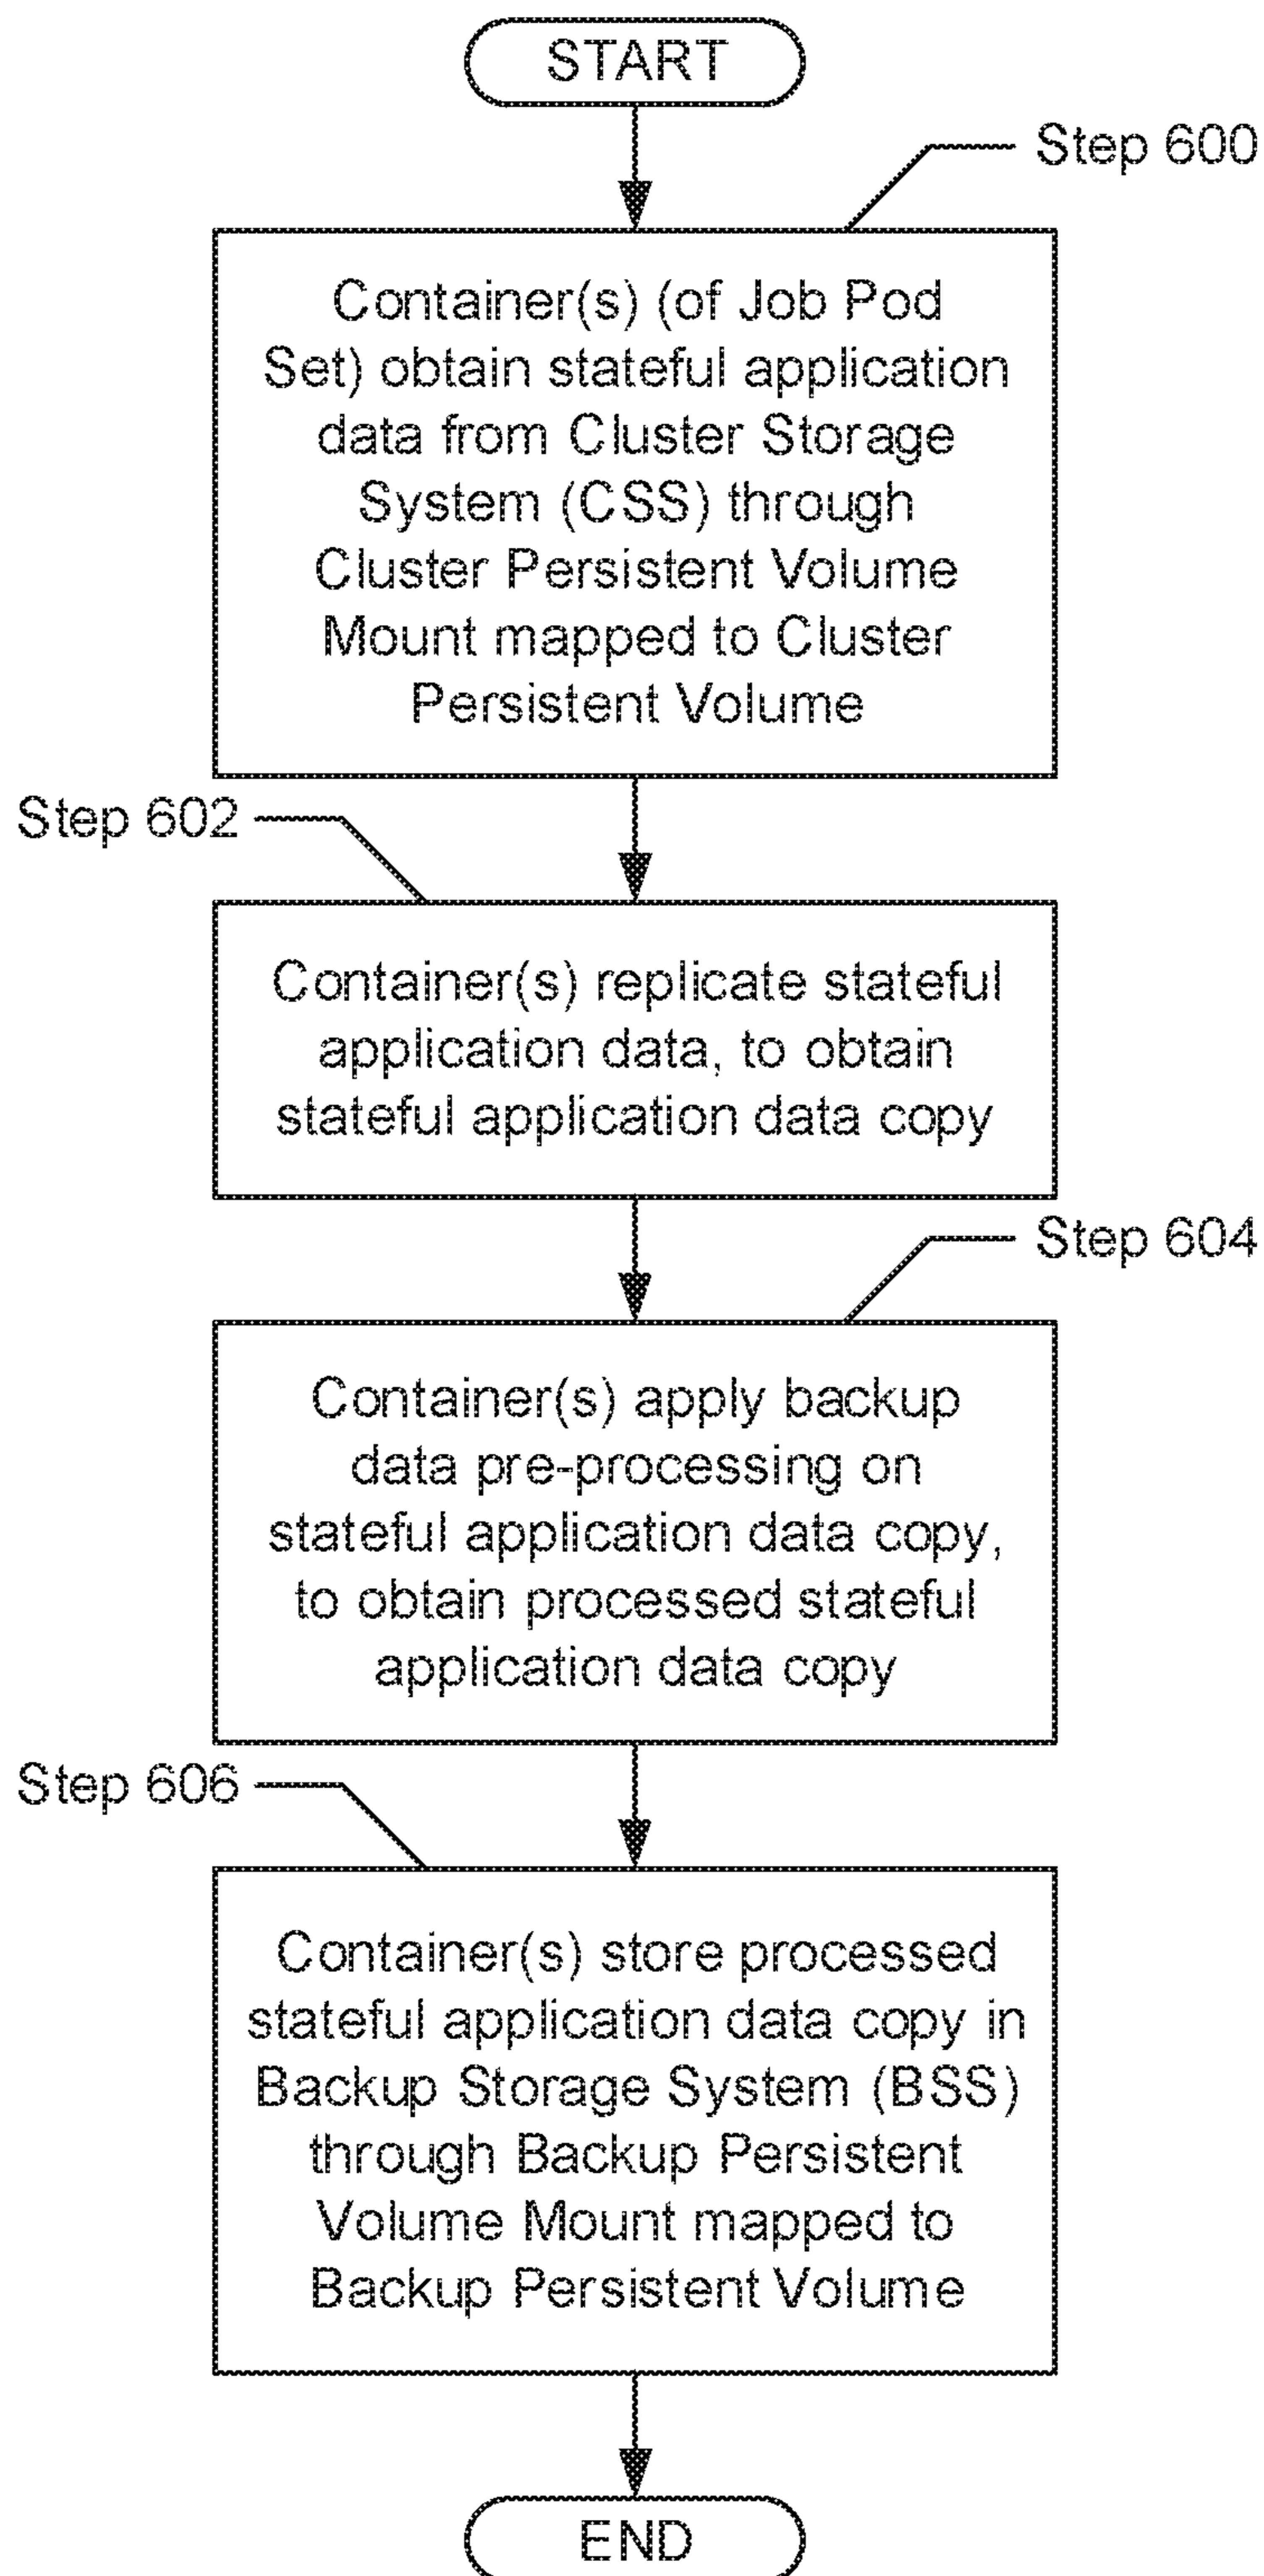 START
Step 600
Container(s) (of Job Pod
Set) obtain stateful application
data from Cluster Storage
System (CSS) through
Cluster Persistent Volume
Mount mapped to Cluster
Persistent Volume
Step 602
Container(s) replicate stateful
application data, to obtain
stateful application data copy
Step 604
Container(s) apply backup
data pre-processing on
stateful application data copy,
to obtain processed stateful
application data copy
Step 606
Container(s) store processed
stateful application data copy in
Backup Storage System (BSS)
through Backup Persistent
Volume Mount mapped to
Backup Persistent Volume
END